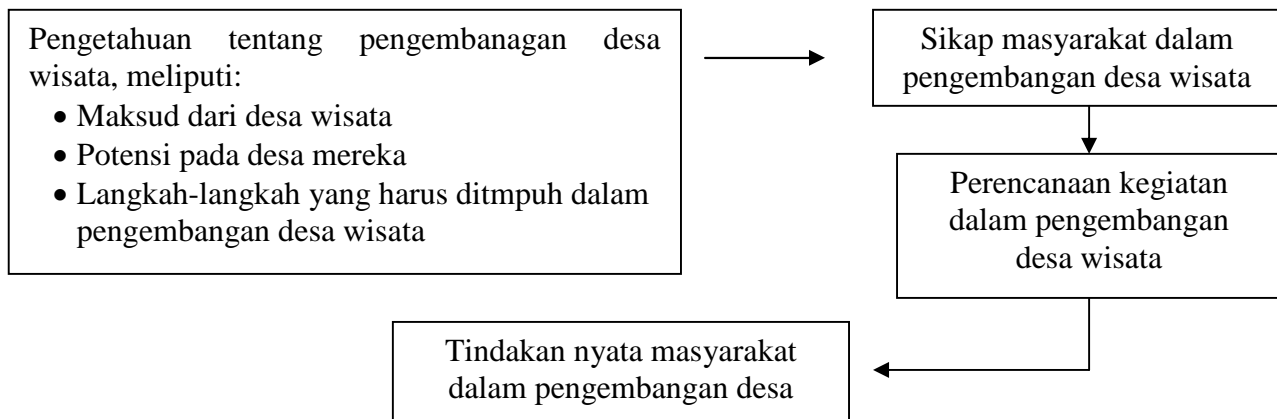 Pengetahuan tentang pengembanagan desa
wisata, meliputi:
• Maksud dari desa wisata
• Potensi pada desa mereka
• Langkah-langkah yang harus ditmpuh dalam
pengembangan desa wisata
Sikap masyarakat dalam
pengembangan desa wisata
Perencanaan kegiatan
dalam pengembangan
desa wisata
Tindakan nyata masyarakat
dalam pengembangan desa